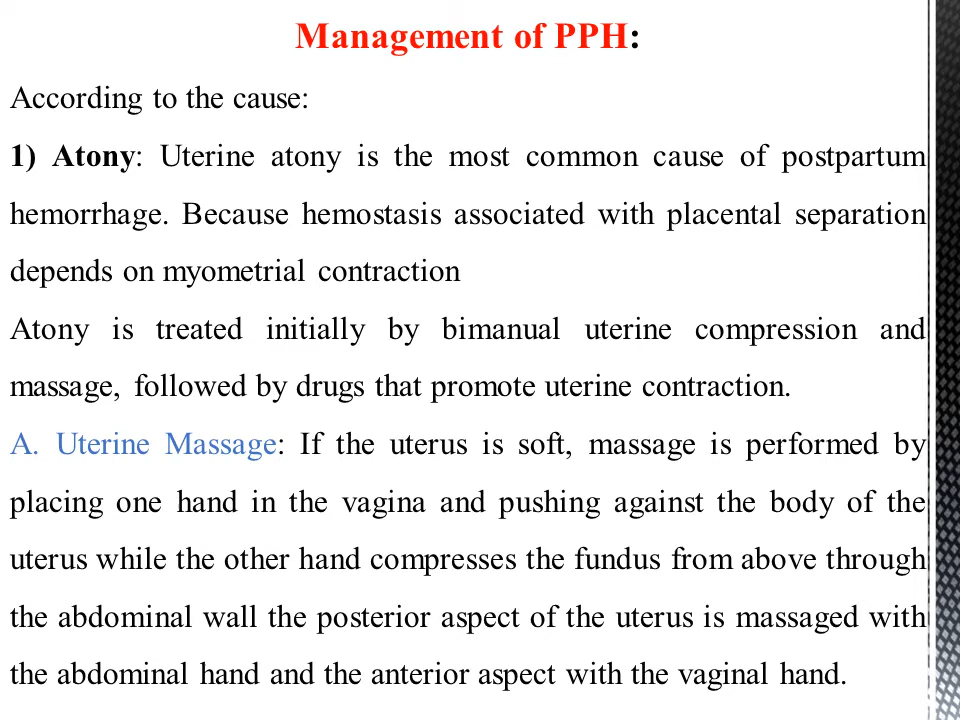 Management of PPH:
According to the cause:
1) Atony: Uterine atony is the most common cause of postpartum
hemorrhage. Because hemostasis associated with placental separation
depends on myometrial contraction
Atony is treated initially by bimanual uterine compression and
massage, followed by drugs that promote uterine contraction.
A. Uterine Massage: If the uterus is soft, massage is performed by
placing one hand in the vagina and pushing against the body of the
uterus while the other hand compresses the fundus from above through
the abdominal wall the posterior aspect of the uterus is massaged with
the abdominal hand and the anterior aspect with the vaginal hand.